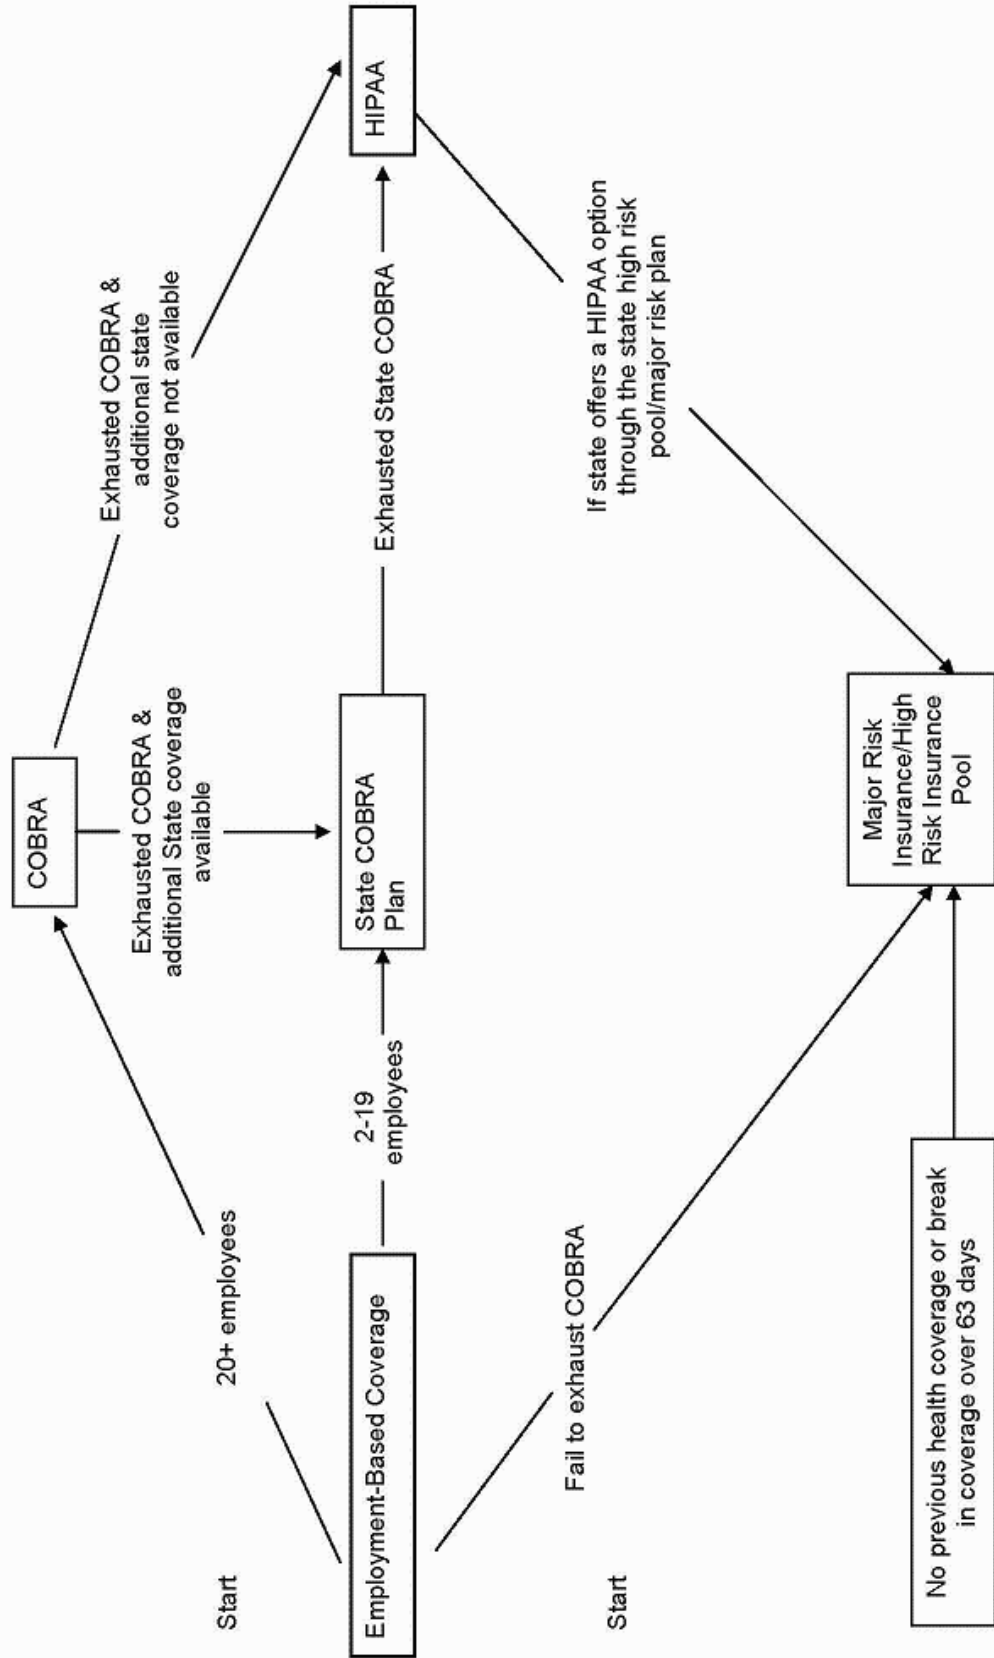 COBRA
Exhausted COBRA &
additional state
coverage not available
20+ employees
Exhausted COBRA &
additional State coverage
available
Start
Employment-Based Coverage
2-19
employees
State COBRA
Plan
Exhausted State COBRA
HIPAA
Start
Fail to exhaust COBRA
If state offers a HIPAA option
through the state high risk
pool/major risk plan
No previous health coverage or break
in coverage over 63 days
Major Risk
Insurance/High
Risk Insurance
Pool